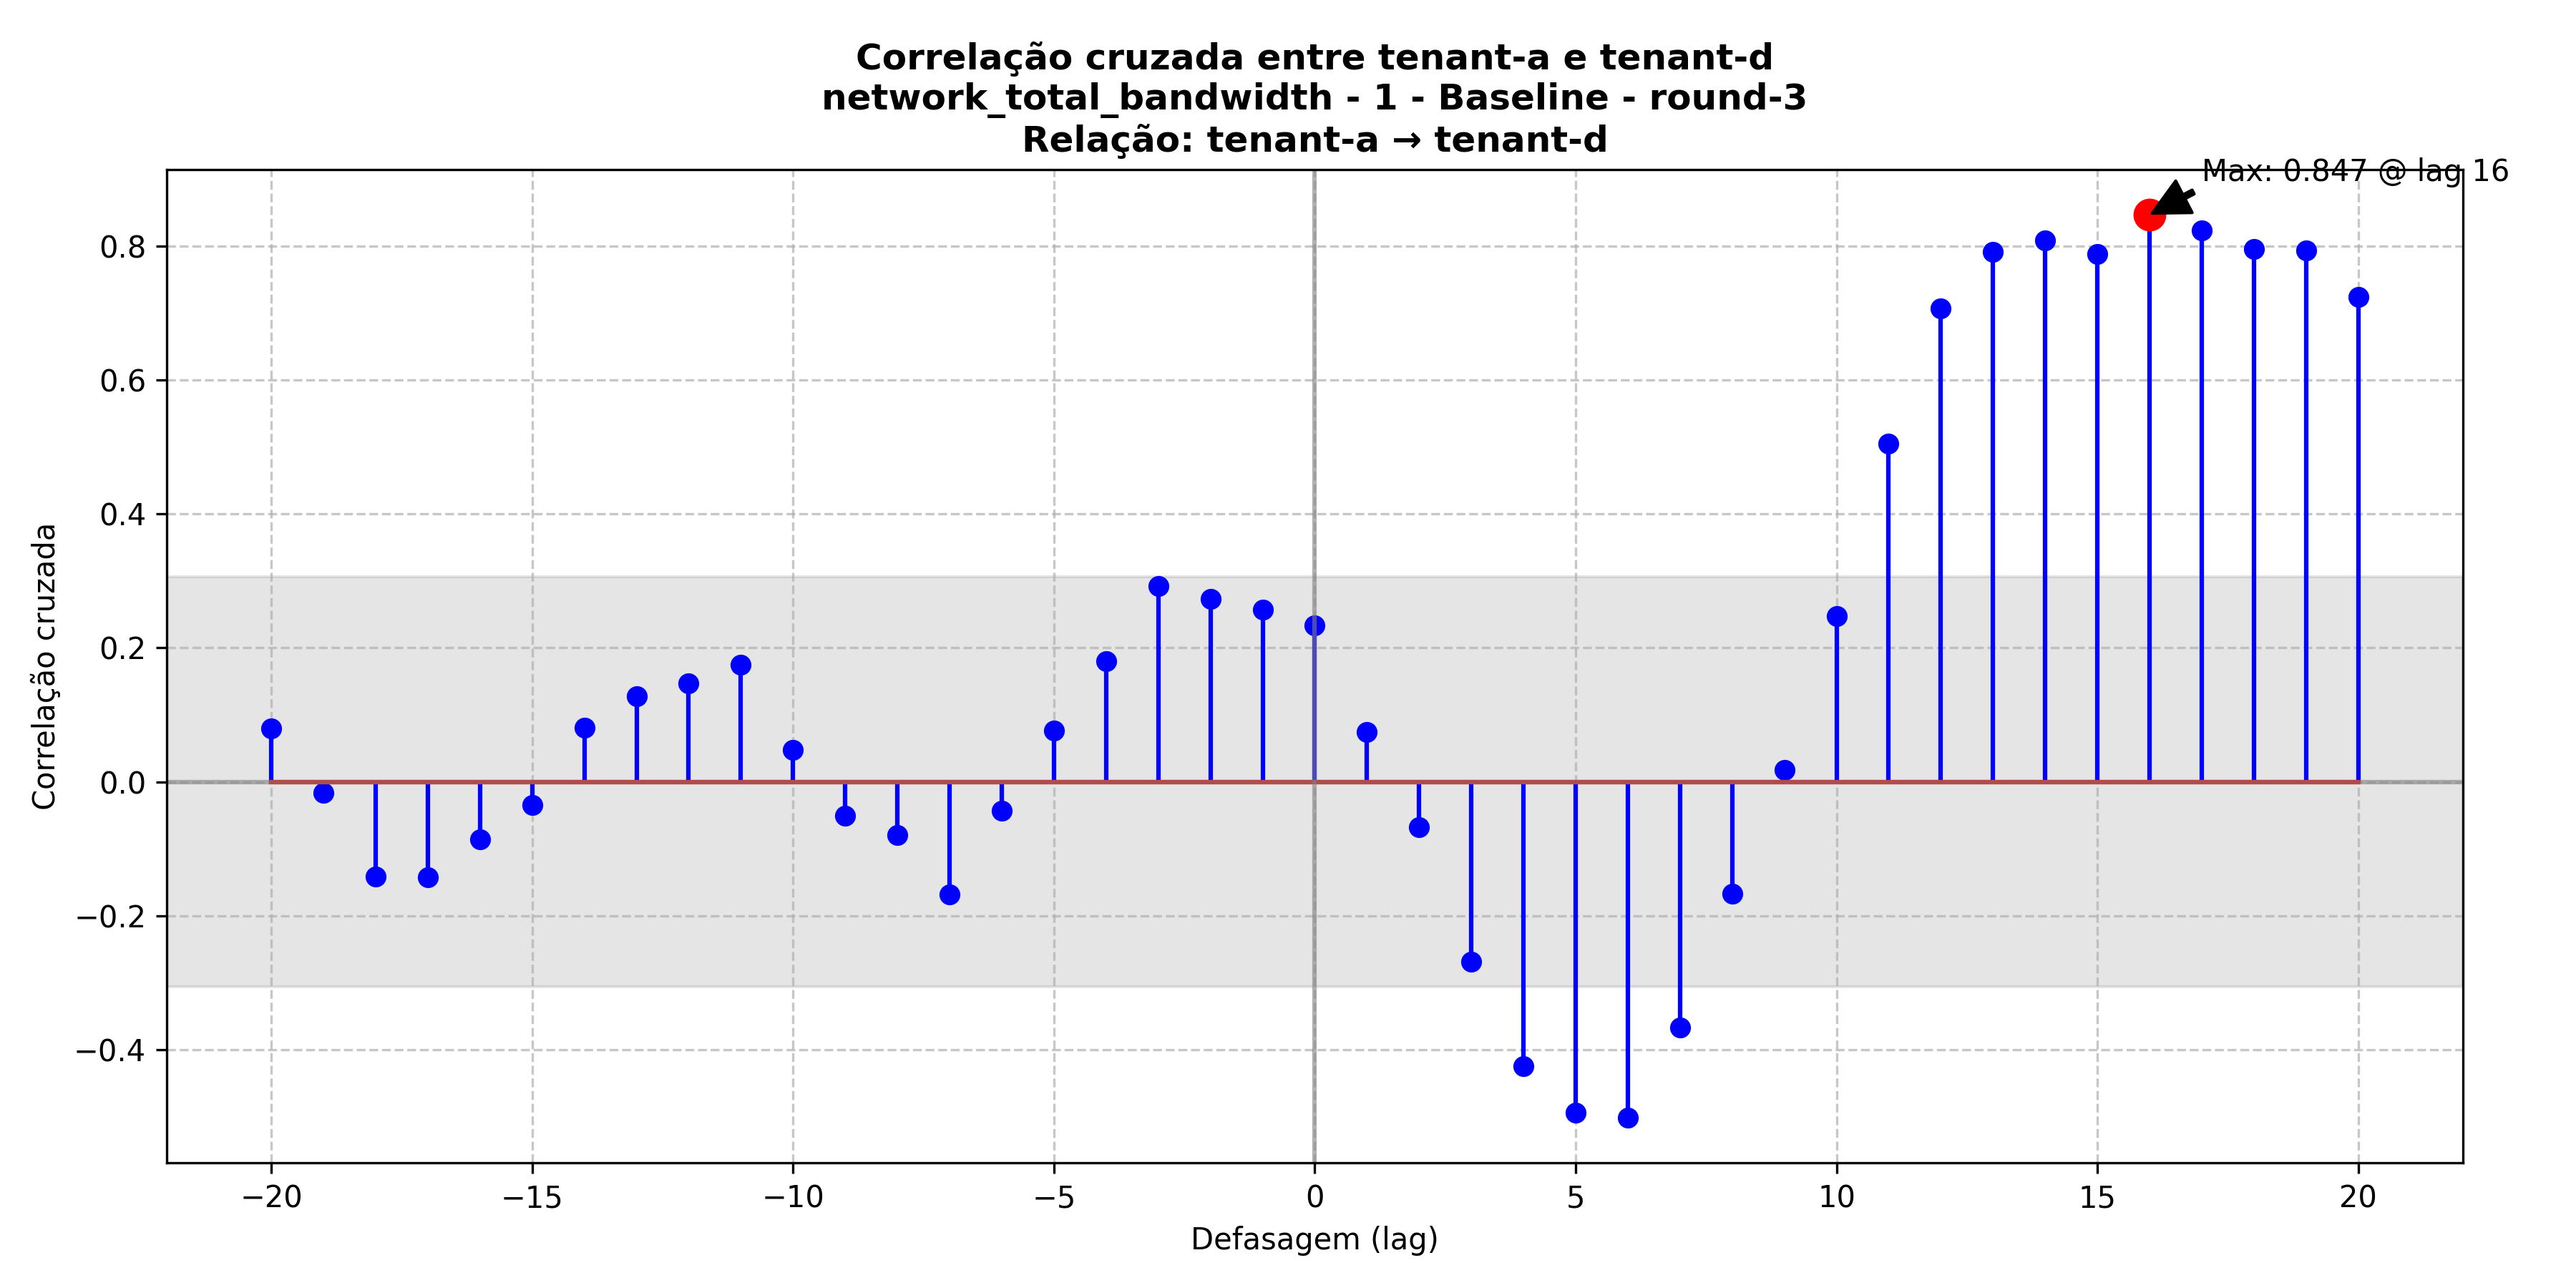 Correlação cruzada entre tenant-a e tenant-d
network_total_bandwidth - 1 - Baseline - round-3
Relação: tenant-a → tenant-d
Max: 0.847 @ lag 16
Correlação cruzada
0.8
0.6
0.4
0.2
0.0
−0.2
−0.4
−20 −15 −10 −5 0 5 10 15 20
Defasagem (lag)